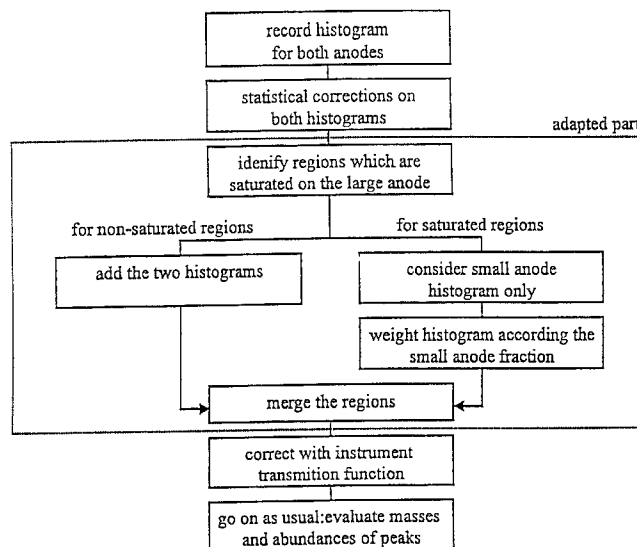 record histogram
for both anodes
statistical corrections on
both histograms
adapted part
idenify regions which are
saturated on the large anode
for non-saturated regions
for saturated regions
add the two histograms
consider small anode
histogram only
weight histogram according the
small anode fraction
merge the regions
correct with instrument
transmition function
go on as usual:evaluate masses
and abundances of peaks